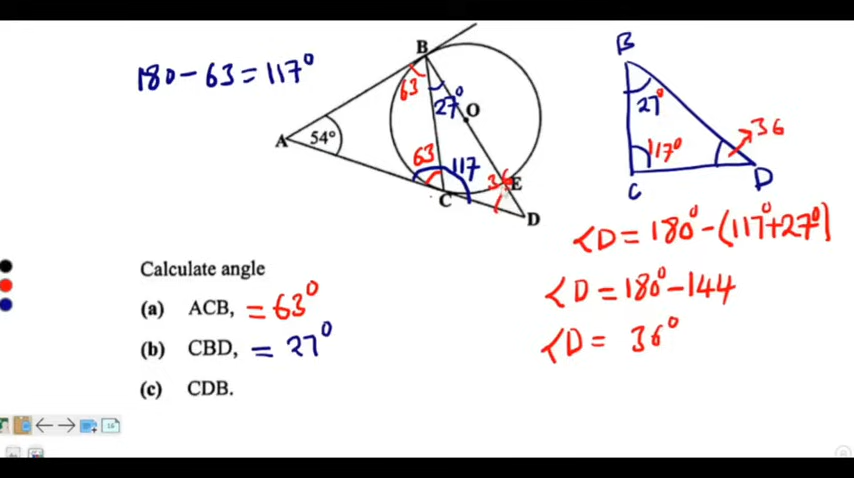 180-63=117°
B
63
27°
O
A
54°
63
117
36
E
C
D
B
27°
117°
36
C
D
∢D = 180°-(117°+27°)
∢D = 180°-144
∢D = 36°
Calculate angle
(a) ACB, = 63°
(b) CBD, = 27°
(c) CDB.